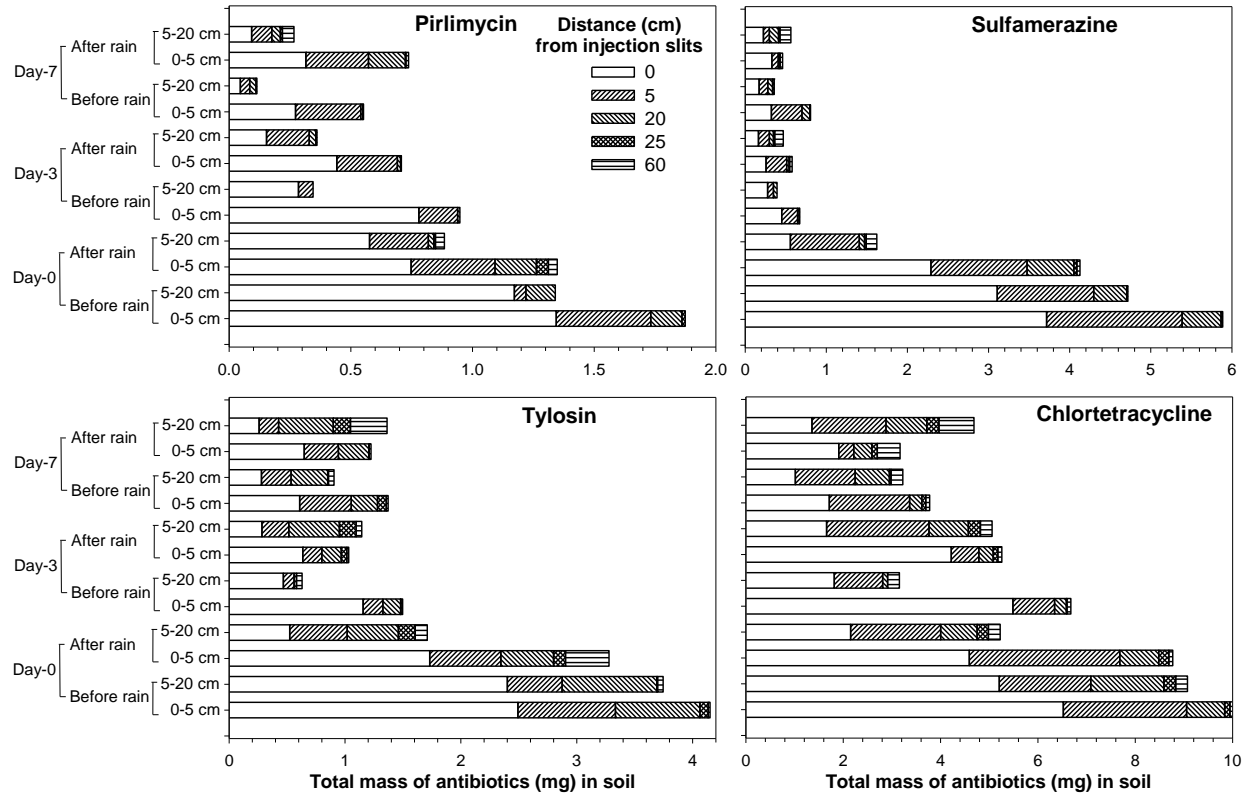 Pirlimycin
Distance (cm)
from injection slits
0
5
20
25
60
Sulfamerazine
Day-7
After rain
5-20 cm
0-5 cm
Before rain
5-20 cm
0-5 cm
Day-3
After rain
5-20 cm
0-5 cm
Before rain
5-20 cm
0-5 cm
Day-0
After rain
5-20 cm
0-5 cm
Before rain
5-20 cm
0-5 cm
0.0 0.5 1.0 1.5 2.0
0 1 2 3 4 5 6
Tylosin
Chlortetracycline
Day-7
After rain
5-20 cm
0-5 cm
Before rain
5-20 cm
0-5 cm
Day-3
After rain
5-20 cm
0-5 cm
Before rain
5-20 cm
0-5 cm
Day-0
After rain
5-20 cm
0-5 cm
Before rain
5-20 cm
0-5 cm
0 1 2 3 4
0 2 4 6 8 10
Total mass of antibiotics (mg) in soil
Total mass of antibiotics (mg) in soil